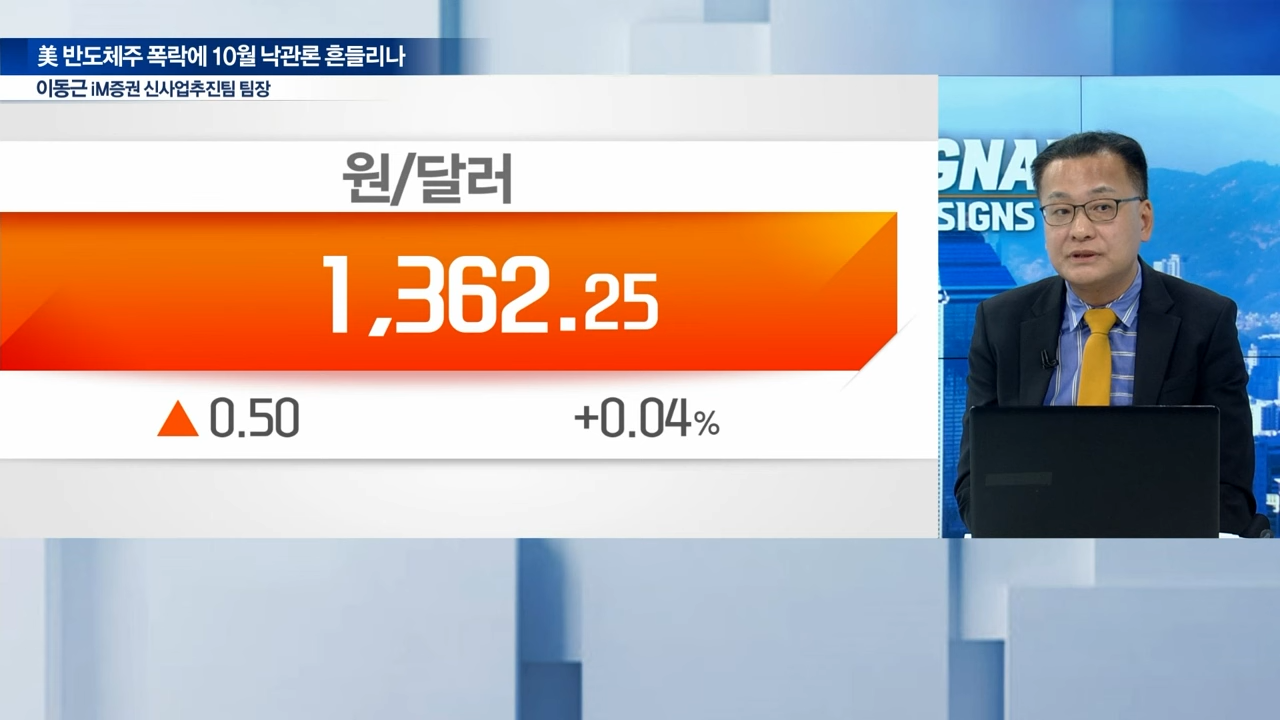 美 반도체주 폭락에 10월 낙관론 흔들리나
이동근 iM증권 신사업추진팀 팀장
원/달러
1,362.25
▲ 0.50 +0.04%
GNA
SIGNS